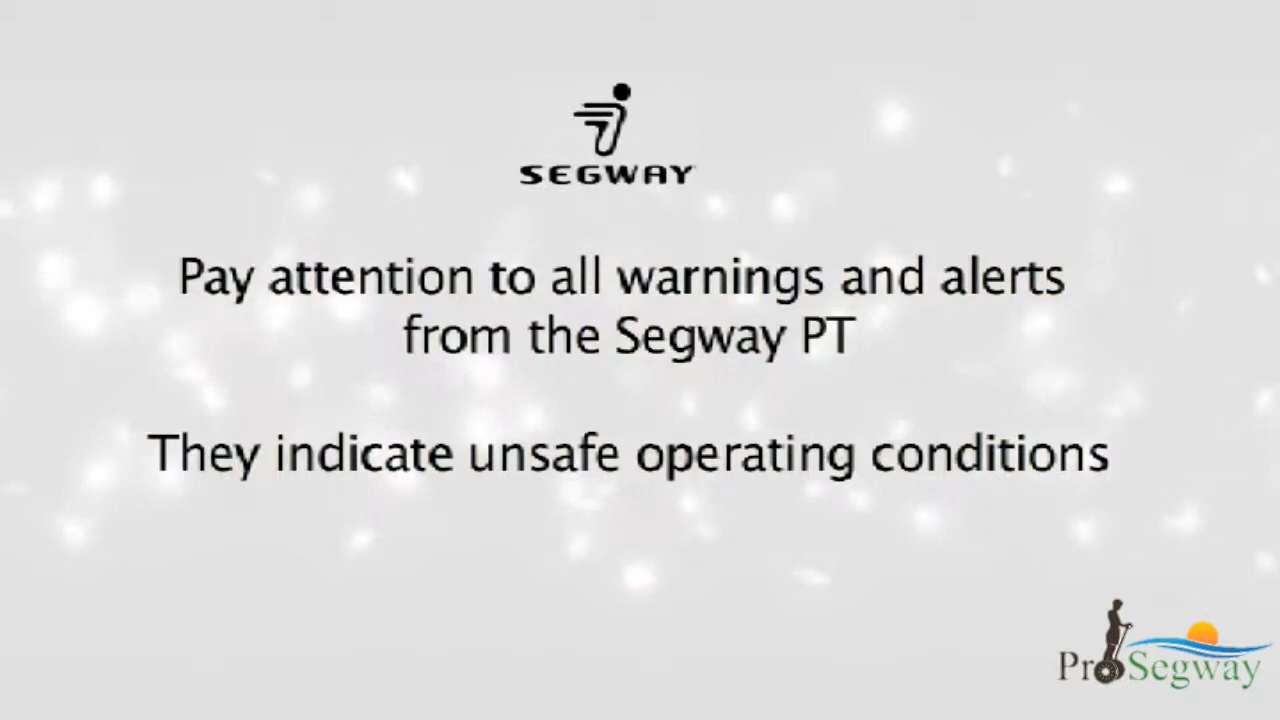 SEGWAY
Pay attention to all warnings and alerts
from the Segway PT
They indicate unsafe operating conditions
ProSegway